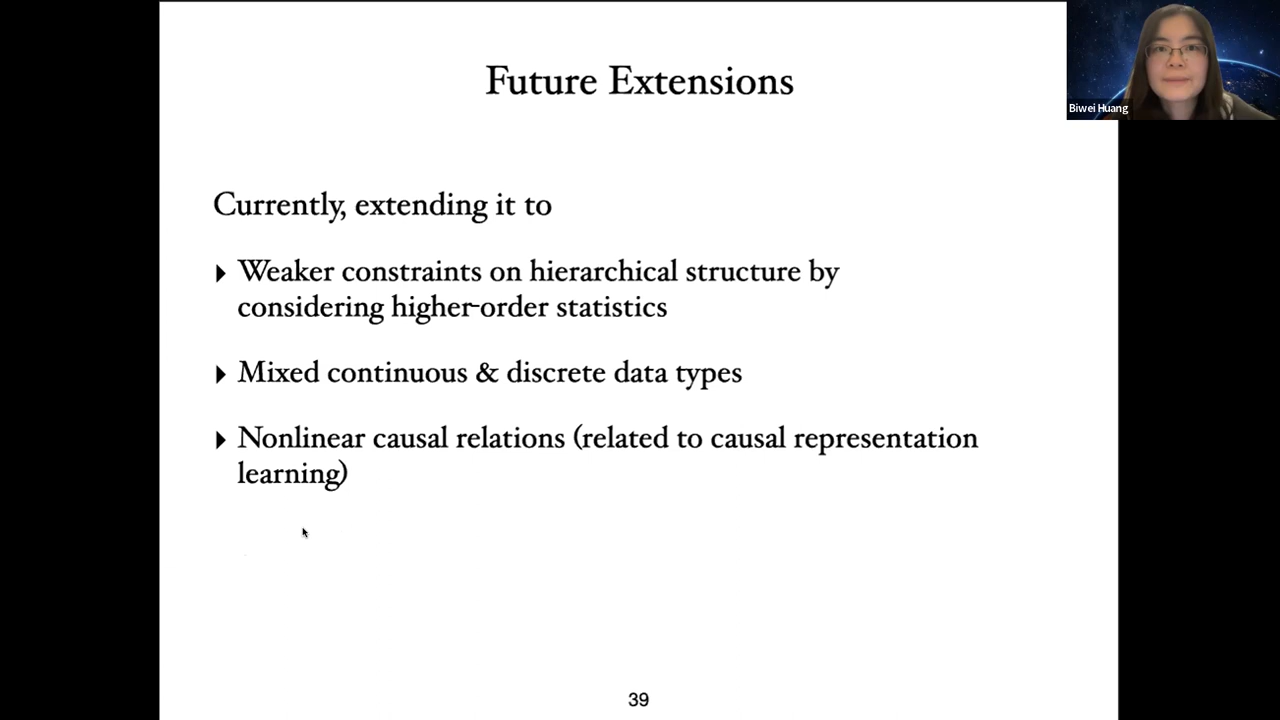 Future Extensions
Biwei Huang
Currently, extending it to
Weaker constraints on hierarchical structure by
considering higher-order statistics
Mixed continuous & discrete data types
Nonlinear causal relations (related to causal representation
learning)
39